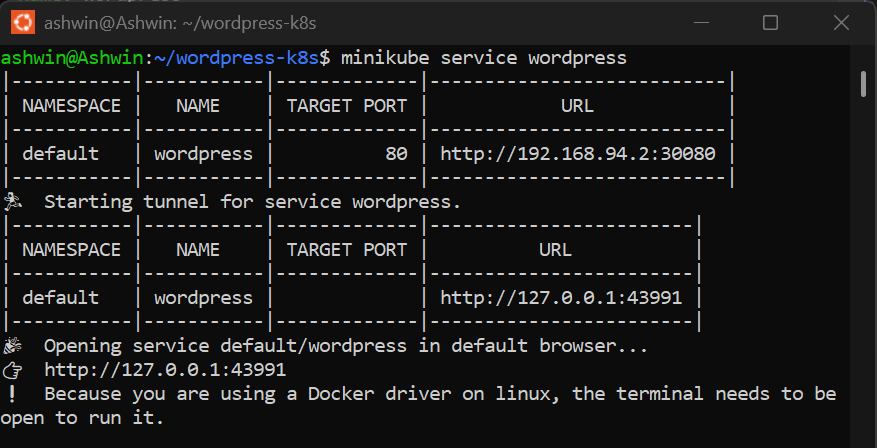 ashwin@Ashwin: ~/wordpress-k8s
ashwin@Ashwin:~/wordpress-k8s$ minikube service wordpress
|-----------|-----------|-------------|---------------------------|
| NAMESPACE |   NAME    | TARGET PORT |            URL            |
|-----------|-----------|-------------|---------------------------|
| default   | wordpress |          80 | http://192.168.94.2:30080 |
|-----------|-----------|-------------|---------------------------|
🏃  Starting tunnel for service wordpress.
|-----------|-----------|-------------|------------------------|
| NAMESPACE |   NAME    | TARGET PORT |          URL           |
|-----------|-----------|-------------|------------------------|
| default   | wordpress |             | http://127.0.0.1:43991 |
|-----------|-----------|-------------|------------------------|
🎉  Opening service default/wordpress in default browser...
👉  http://127.0.0.1:43991
❗  Because you are using a Docker driver on linux, the terminal needs to be
open to run it.